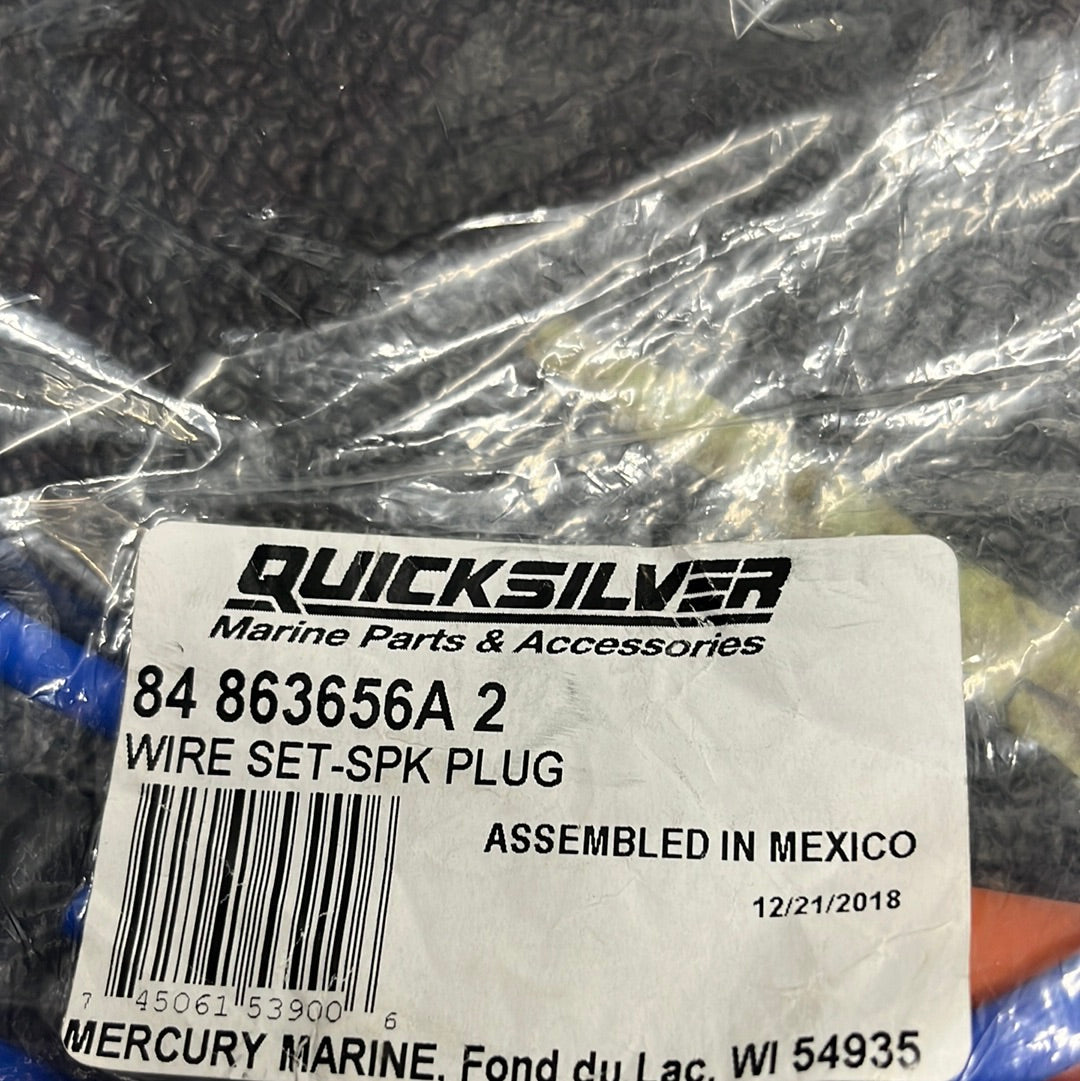 QUICKSILVER
Marine Parts & Accessories
84 863656A 2
WIRE SET-SPK PLUG
ASSEMBLED IN MEXICO
12/21/2018
7 45061 53900 6
MERCURY MARINE, Fond du Lac, WI 54935